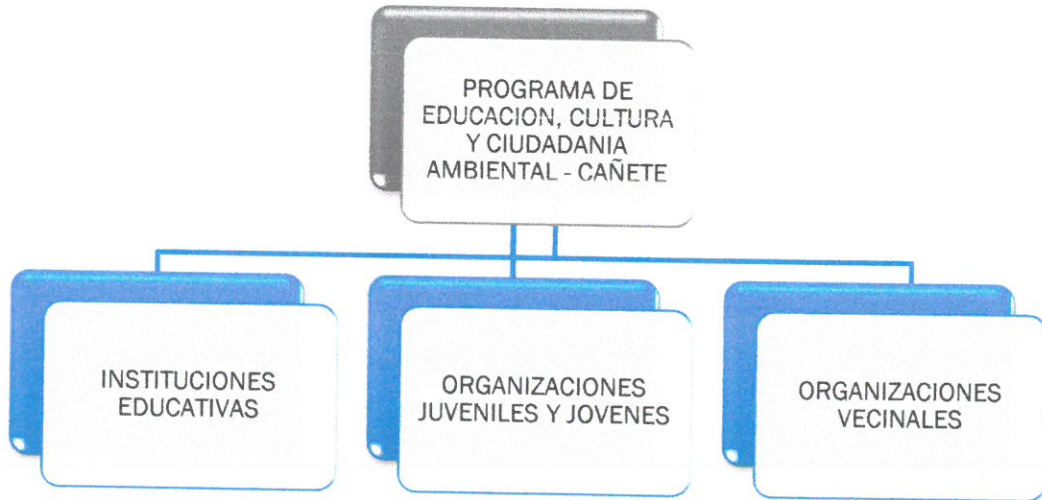 PROGRAMA DE
EDUCACION, CULTURA
Y CIUDADANIA
AMBIENTAL - CAÑETE
INSTITUCIONES
EDUCATIVAS
ORGANIZACIONES
JUVENILES Y JOVENES
ORGANIZACIONES
VECINALES